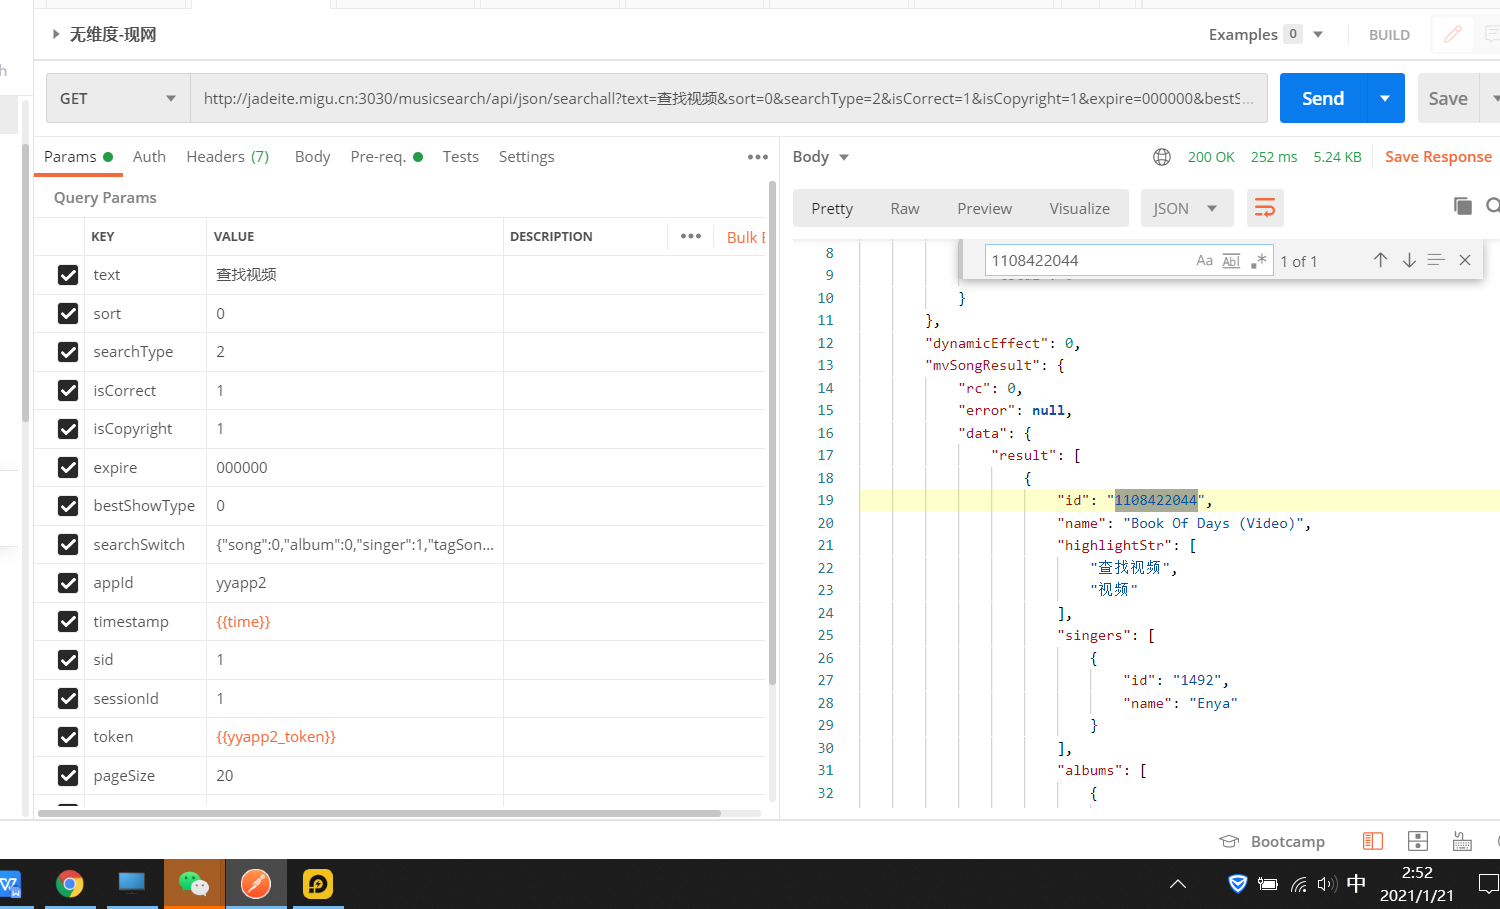 无维度-现网
Examples 0
BUILD
h
GET
http://jadeite.migu.cn:3030/musicsearch/api/json/searchall?text=查找视频&sort=0&searchType=2&isCorrect=1&isCopyright=1&expire=000000&bestS...
Send
Save
Params
Auth
Headers (7)
Body
Pre-req.
Tests
Settings
Query Params
KEY VALUE DESCRIPTION
Bulk E
text 查找视频
sort 0
searchType 2
isCorrect 1
isCopyright 1
expire 000000
bestShowType 0
searchSwitch {"song":0,"album":0,"singer":1,"tagSon...
appId yyapp2
timestamp {{time}}
sid 1
sessionId 1
token {{yyapp2_token}}
pageSize 20
Body
200 OK 252 ms 5.24 KB
Save Response
Pretty Raw Preview Visualize JSON
1108422044
Aa Abl .*
1 of 1
8
9
10 }
11 },
12 "dynamicEffect": 0,
13 "mvSongResult": {
14 "rc": 0,
15 "error": null,
16 "data": {
17 "result": [
18 {
19 "id": "1108422044",
20 "name": "Book Of Days (Video)",
21 "highlightStr": [
22 "查找视频",
23 "视频"
24 ],
25 "singers": [
26 {
27 "id": "1492",
28 "name": "Enya"
29 }
30 ],
31 "albums": [
32 {
Bootcamp
中
2:52
2021/1/21